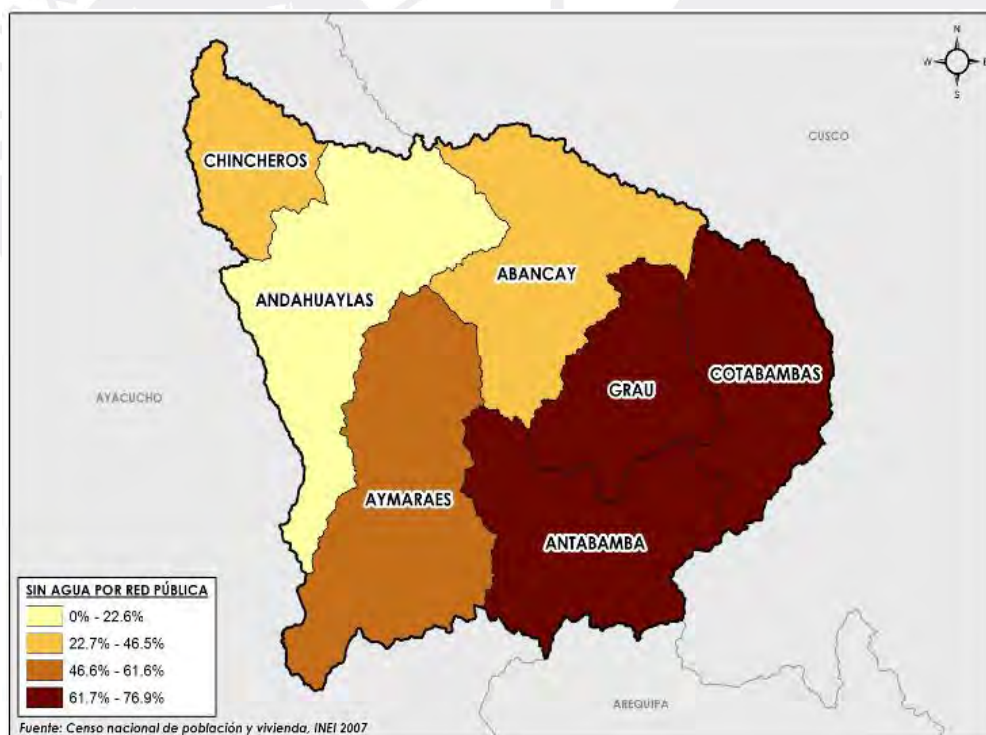 N
W E
S
CUSCO
CHINCHEROS
ABANCAY
ANDAHUAYLAS
COTABAMBAS
GRAU
AYACUCHO
AYMARAES
ANTABAMBA
SIN AGUA POR RED PÚBLICA
0% - 22.6%
22.7% - 46.5%
46.6% - 61.6%
61.7% - 76.9%
AREQUIPA
Fuente: Censo nacional de población y vivienda, INEI 2007